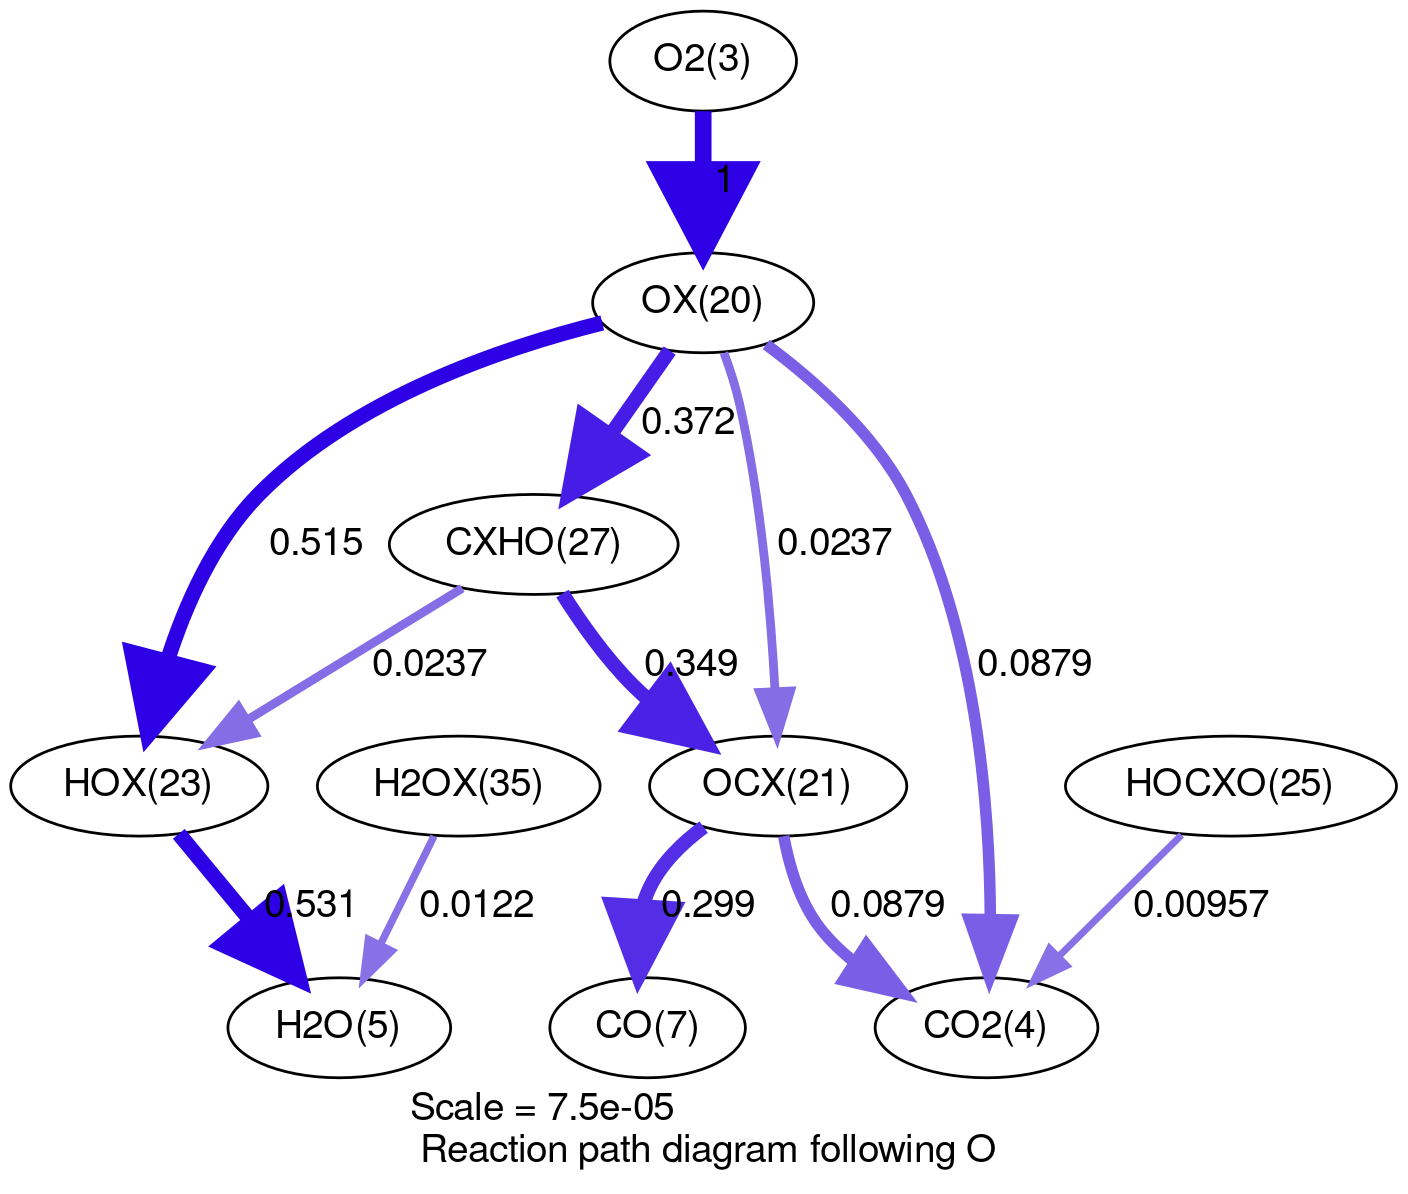 O2(3)
1
OX(20)
0.372
0.515
CXHO(27)
0.0237
0.0237
0.349
0.0879
HOX(23)
H2OX(35)
OCX(21)
HOCXO(25)
0.531
0.0122
0.299
0.0879
0.00957
H2O(5)
CO(7)
CO2(4)
Scale = 7.5e-05
Reaction path diagram following O